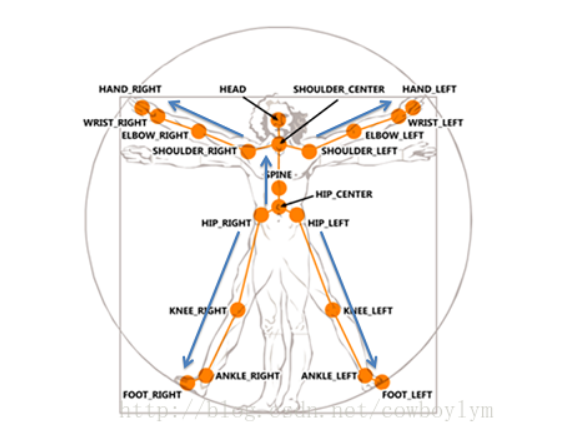 HAND_RIGHT
HEAD
SHOULDER_CENTER
HAND_LEFT
WRIST_RIGHT
WRIST_LEFT
ELBOW_RIGHT
ELBOW_LEFT
SHOULDER_RIGHT
SHOULDER_LEFT
SPINE
HIP_CENTER
HIP_RIGHT
HIP_LEFT
KNEE_RIGHT
KNEE_LEFT
ANKLE_RIGHT
ANKLE_LEFT
FOOT_RIGHT
FOOT_LEFT
http://blog.csdn.net/cowboylym